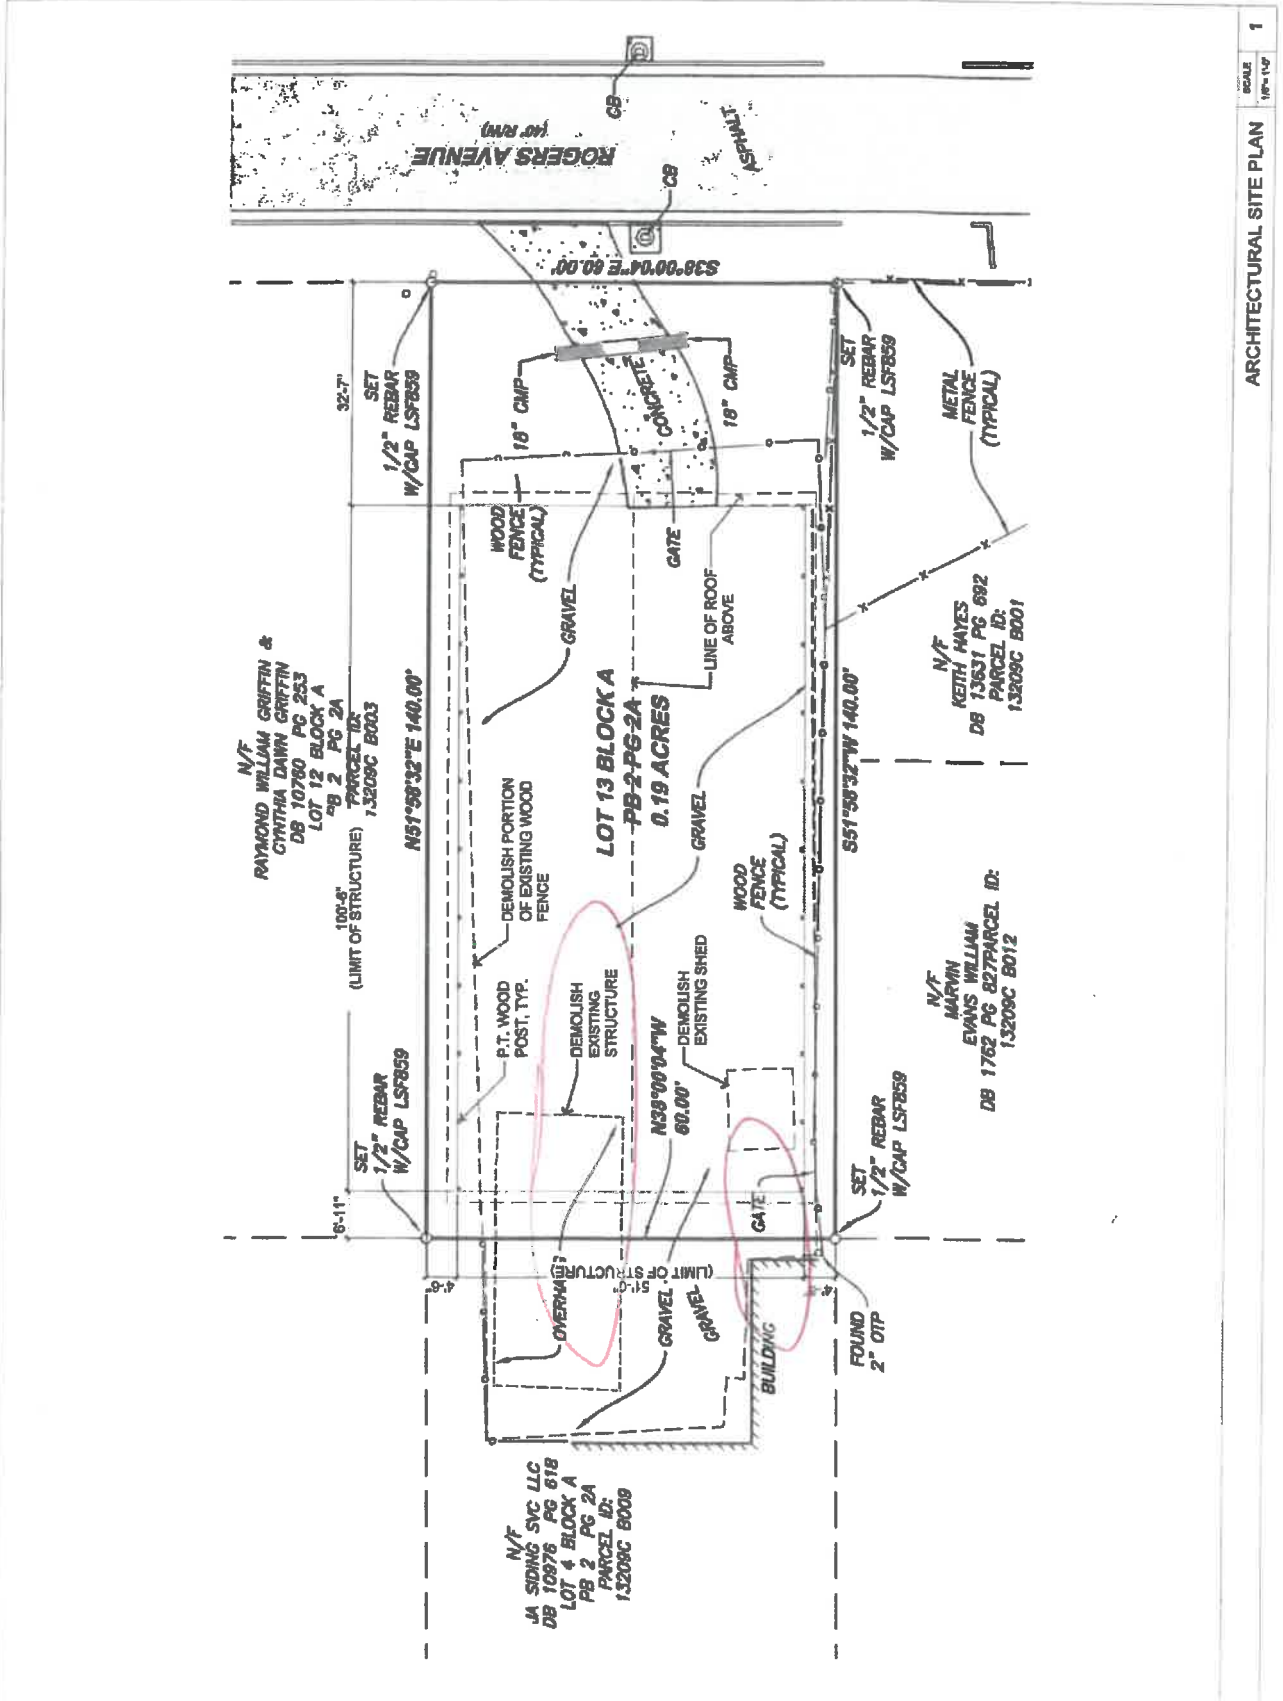 N/F
RAYMOND WILLIAM GRIFFIN &
CYNTHIA DAWN GRIFFIN
DB 10760 PG 253
LOT 12 BLOCK A
PB 2 PG 2A
PARCEL ID:
13209C B003
6'-11"
100'-6"
(LIMIT OF STRUCTURE)
32'-7"
SET
1/2" REBAR
W/CAP LSF859
N51°58'32"E 140.00'
SET
1/2" REBAR
W/CAP LSF859
P.T. WOOD
POST, TYP.
DEMOLISH PORTION
OF EXISTING WOOD
FENCE
WOOD
FENCE
(TYPICAL)
18" CMP
GRAVEL
DEMOLISH
EXISTING
STRUCTURE
LOT 13 BLOCK A
PB 2 PG 2A
0.19 ACRES
GATE
CONCRETE
18" CMP
LINE OF ROOF
ABOVE
N38°00'04"W
60.00'
DEMOLISH
EXISTING SHED
GRAVEL
WOOD
FENCE
(TYPICAL)
GATE
S38°00'04"E 60.00'
ROGERS AVENUE
(40' R/W)
CB
CB
ASPHALT
4'-6"
51'-0"
(LIMIT OF STRUCTURE)
OVERHANG
GRAVEL
GRAVEL
BUILDING
N/F
JA SIDING SVC LLC
DB 10976 PG 618
LOT 4 BLOCK A
PB 2 PG 2A
PARCEL ID:
13209C B009
FOUND
2" OTP
SET
1/2" REBAR
W/CAP LSF859
S51°58'32"W 140.00'
SET
1/2" REBAR
W/CAP LSF859
METAL
FENCE
(TYPICAL)
N/F
MARVIN
EVANS WILLIAM
DB 1762 PG 827PARCEL ID:
13209C B012
N/F
KEITH HAYES
DB 13631 PG 692
PARCEL ID:
13209C B001
ARCHITECTURAL SITE PLAN
SCALE
1/8"= 1'-0"
1